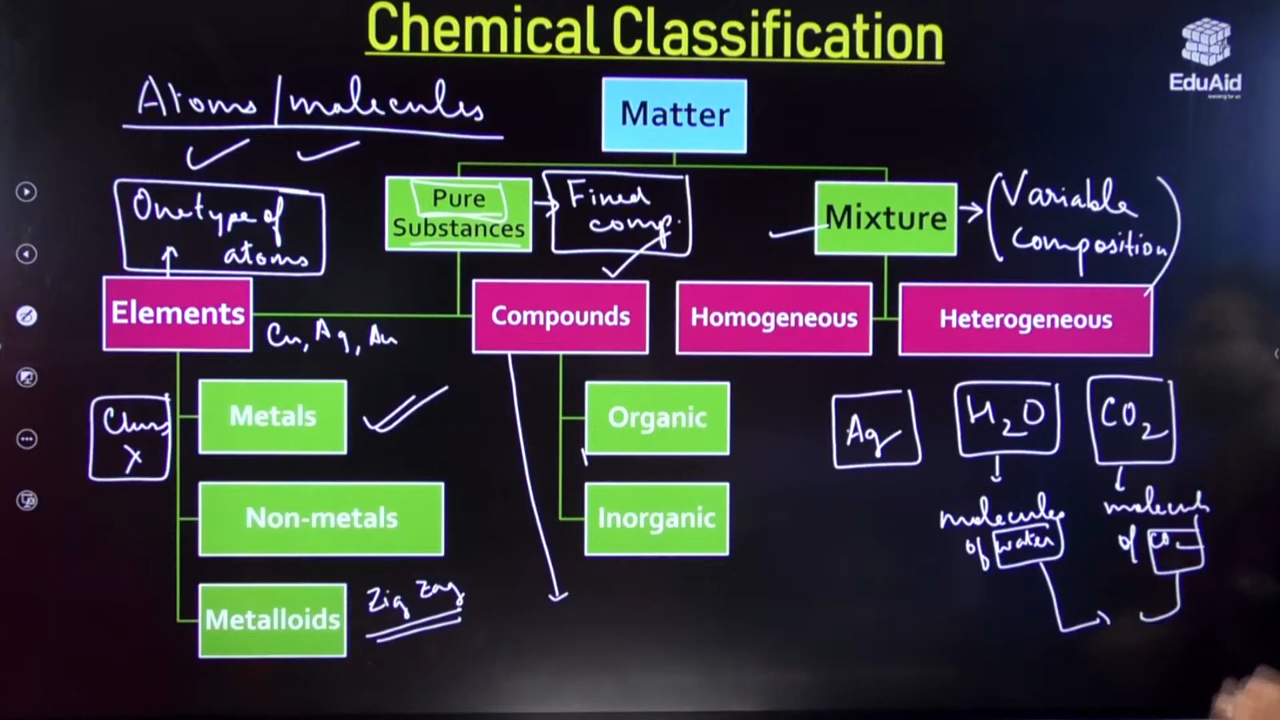 Chemical Classification
EduAid
Atoms/molecules
Matter
One type of
atoms
Pure
Substances
Fixed
comp.
Mixture
(Variable
composition)
Elements
Cu, Ag, Au
Compounds
Homogeneous
Heterogeneous
Metals
Organic
Ag
H2O
CO2
Non-metals
Inorganic
molecules
of water
molecules
of
Metalloids
Zig Zag